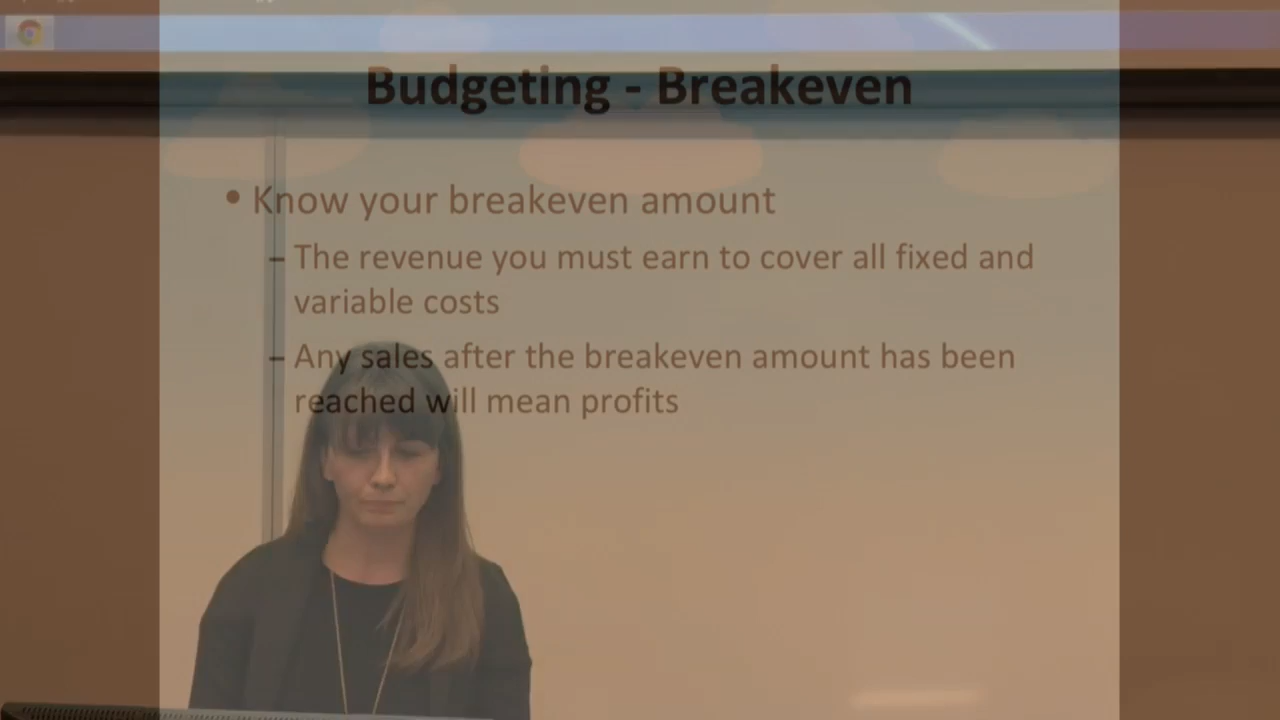 Budgeting - Breakeven
• Know your breakeven amount
– The revenue you must earn to cover all fixed and
variable costs
– Any sales after the breakeven amount has been
reached will mean profits